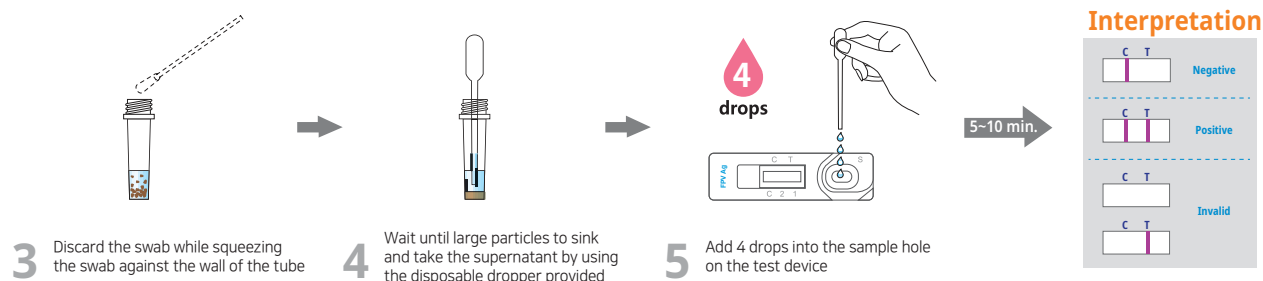 Interpretation
4
drops
5~10 min.
C T
Negative
C T
Positive
C T
Invalid
C T
FPV Ag
C T
S
C 2 1
3
Discard the swab while squeezing
the swab against the wall of the tube
4
Wait until large particles to sink
and take the supernatant by using
the disposable dropper provided
5
Add 4 drops into the sample hole
on the test device